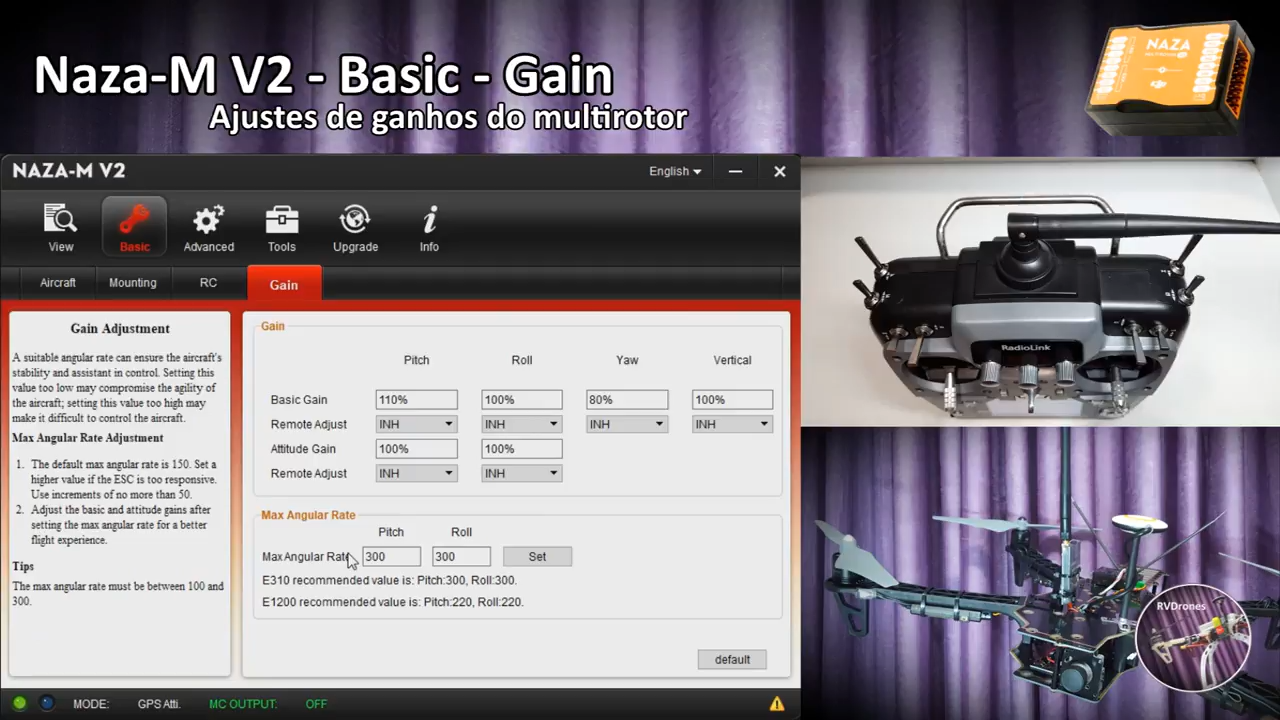 Naza-M V2 - Basic - Gain
Ajustes de ganhos do multirotor
NAZA
NAZA-M V2
English
View
Basic
Advanced
Tools
Upgrade
Info
Aircraft
Mounting
RC
Gain
Gain Adjustment
A suitable angular rate can ensure the aircraft's
stability and assistant in control. Setting this
value too low may compromise the agility of
the aircraft; setting this value too high may
make it difficult to control the aircraft.
Max Angular Rate Adjustment
1. The default max angular rate is 150. Set a
higher value if the ESC is too responsive.
Use increments of no more than 50.
2. Adjust the basic and attitude gains after
setting the max angular rate for a better
flight experience.
Tips
The max angular rate must be between 100 and
300.
Gain
Pitch Roll Yaw Vertical
Basic Gain 110% 100% 80% 100%
Remote Adjust INH INH INH INH
Attitude Gain 100% 100%
Remote Adjust INH INH
Max Angular Rate
Pitch Roll
Max Angular Rate 300 300 Set
E310 recommended value is: Pitch:300, Roll:300.
E1200 recommended value is: Pitch:220, Roll:220.
default
MODE: GPS Atti. MC OUTPUT: OFF
RadioLink
RVDrones